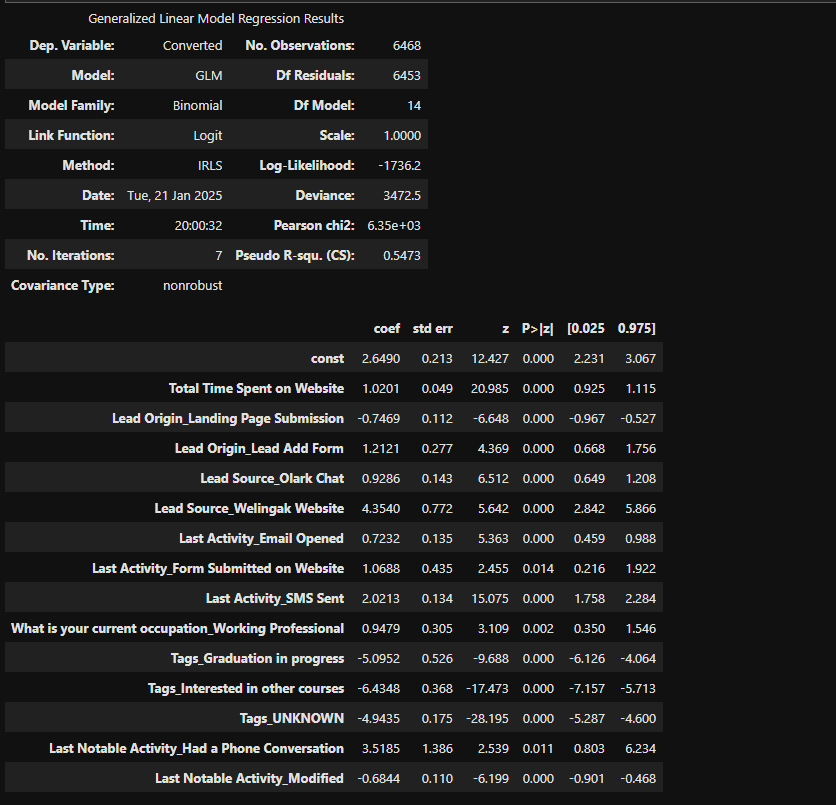 Generalized Linear Model Regression Results
Dep. Variable: Converted No. Observations: 6468
Model: GLM Df Residuals: 6453
Model Family: Binomial Df Model: 14
Link Function: Logit Scale: 1.0000
Method: IRLS Log-Likelihood: -1736.2
Date: Tue, 21 Jan 2025 Deviance: 3472.5
Time: 20:00:32 Pearson chi2: 6.35e+03
No. Iterations: 7 Pseudo R-squ. (CS): 0.5473
Covariance Type: nonrobust
coef std err z P>|z| [0.025 0.975]
const 2.6490 0.213 12.427 0.000 2.231 3.067
Total Time Spent on Website 1.0201 0.049 20.985 0.000 0.925 1.115
Lead Origin_Landing Page Submission -0.7469 0.112 -6.648 0.000 -0.967 -0.527
Lead Origin_Lead Add Form 1.2121 0.277 4.369 0.000 0.668 1.756
Lead Source_Olark Chat 0.9286 0.143 6.512 0.000 0.649 1.208
Lead Source_Welingak Website 4.3540 0.772 5.642 0.000 2.842 5.866
Last Activity_Email Opened 0.7232 0.135 5.363 0.000 0.459 0.988
Last Activity_Form Submitted on Website 1.0688 0.435 2.455 0.014 0.216 1.922
Last Activity_SMS Sent 2.0213 0.134 15.075 0.000 1.758 2.284
What is your current occupation_Working Professional 0.9479 0.305 3.109 0.002 0.350 1.546
Tags_Graduation in progress -5.0952 0.526 -9.688 0.000 -6.126 -4.064
Tags_Interested in other courses -6.4348 0.368 -17.473 0.000 -7.157 -5.713
Tags_UNKNOWN -4.9435 0.175 -28.195 0.000 -5.287 -4.600
Last Notable Activity_Had a Phone Conversation 3.5185 1.386 2.539 0.011 0.803 6.234
Last Notable Activity_Modified -0.6844 0.110 -6.199 0.000 -0.901 -0.468